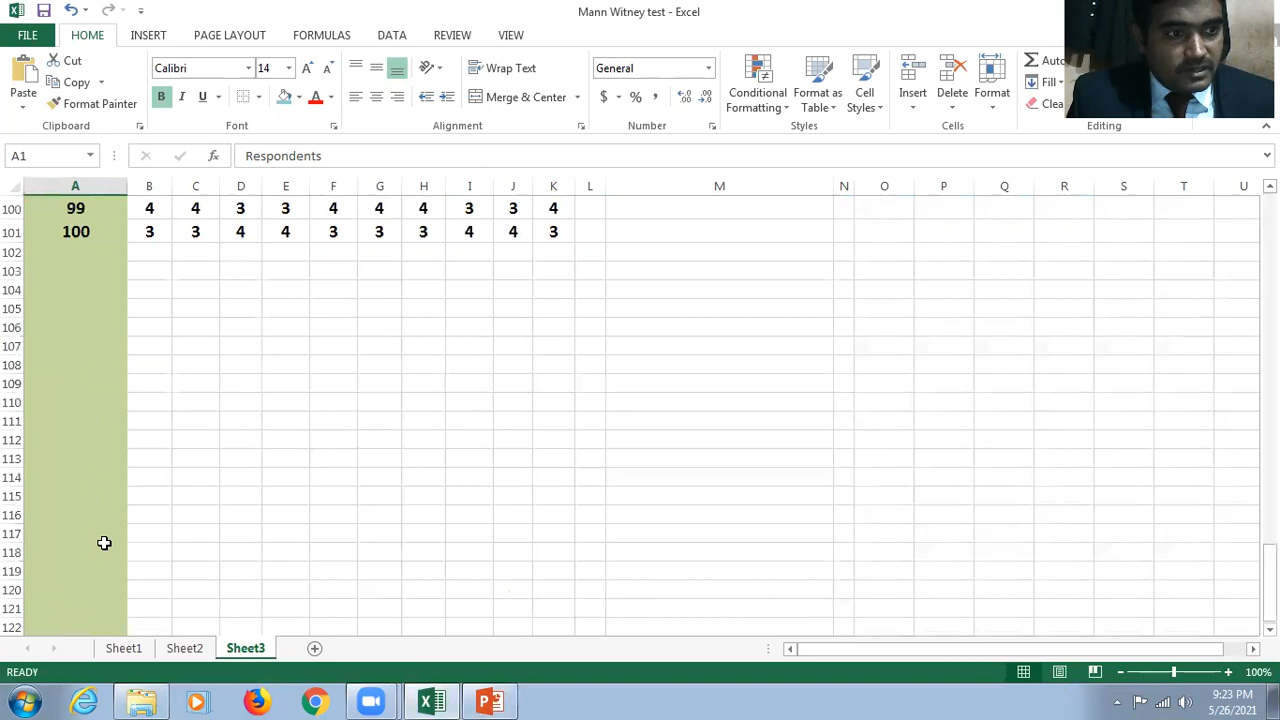 Mann Witney test - Excel
FILE HOME INSERT PAGE LAYOUT FORMULAS DATA REVIEW VIEW
Cut
Copy
Format Painter
Paste
Clipboard
Calibri 14
B I U
Font
Wrap Text
Merge & Center
Alignment
General
$ % ,
Number
Conditional Formatting
Format as Table
Cell Styles
Styles
Insert Delete Format
Cells
Auto
Fill
Clea
Editing
A1 fx Respondents
A B C D E F G H I J K L M N O P Q R S T U
100 99 4 4 3 3 4 4 4 3 3 4
101 100 3 3 4 4 3 3 3 4 4 3
102
103
104
105
106
107
108
109
110
111
112
113
114
115
116
117
118
119
120
121
122
Sheet1 Sheet2 Sheet3
READY 100%
9:23 PM
5/26/2021